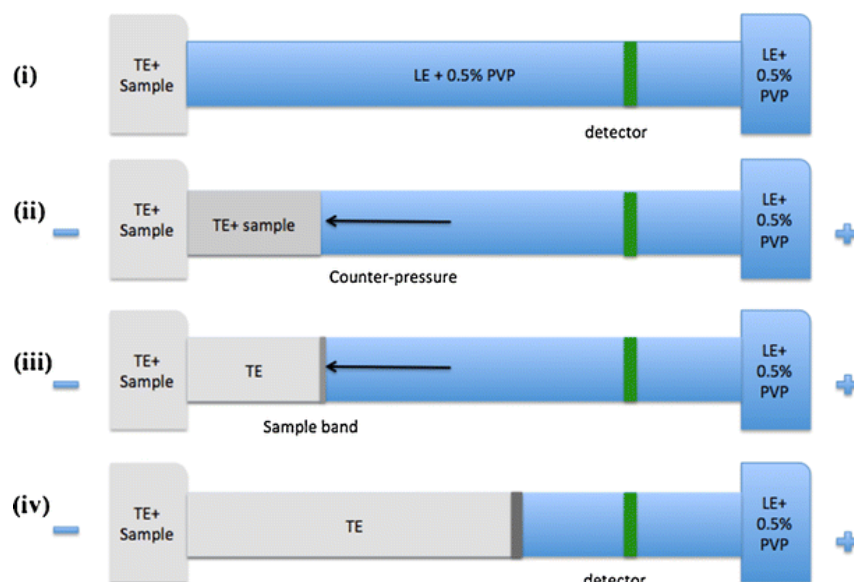 (i)
TE+
Sample
LE + 0.5% PVP
LE+
0.5%
PVP
detector
(ii)
TE+
Sample
TE+ sample
LE+
0.5%
PVP
Counter-pressure
(iii)
TE+
Sample
TE
LE+
0.5%
PVP
Sample band
(iv)
TE+
Sample
TE
LE+
0.5%
PVP
detector